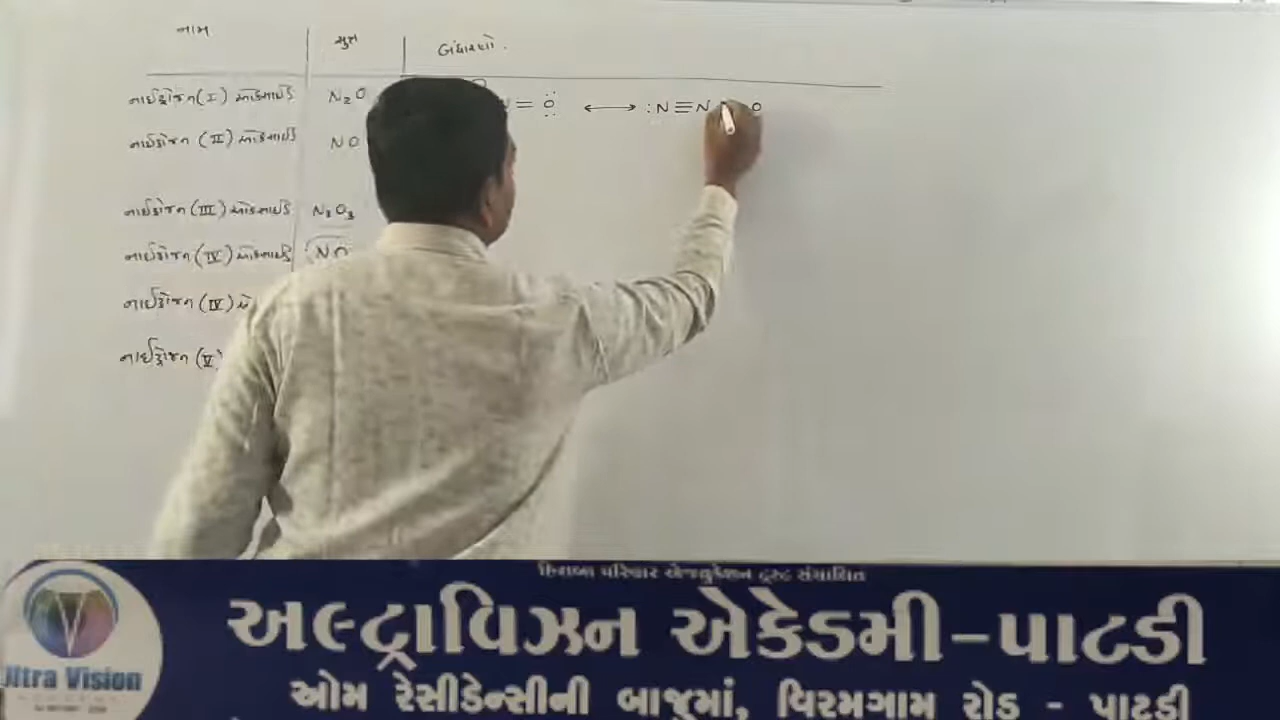 નામ સુત્ર બંધારણો.
નાઈટ્રોજન (I) ઓક્સાઈડ N₂O = O ⟷ :N≡N O
નાઈટ્રોજન (II) ઓક્સાઈડ NO
નાઈટ્રોજન (III) ઓક્સાઈડ N₂O₃
નાઈટ્રોજન (IV) ઓક્સાઈડ NO
નાઈટ્રોજન (IV)
નાઈટ્રોજન (V)
હિરાબા પરિવાર એજ્યુકેશન ટ્રસ્ટ સંચાલિત
અલ્ટ્રાવિઝન એકેડમી-પાટડી
Ultra Vision
ઓમ રેસીડેન્સીની બાજુમાં, વિરમગામ રોડ - પાટડી